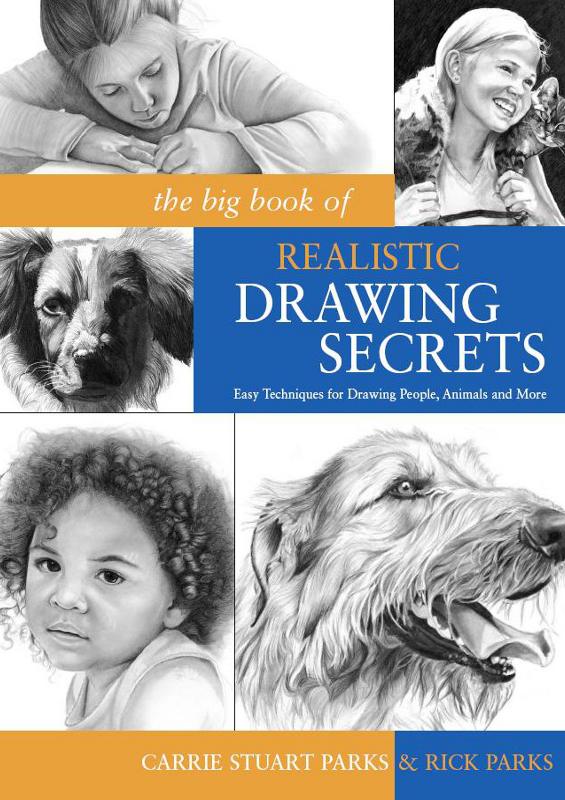 the big book of
REALISTIC
DRAWING
SECRETS
Easy Techniques for Drawing People, Animals and More
CARRIE STUART PARKS & RICK PARKS